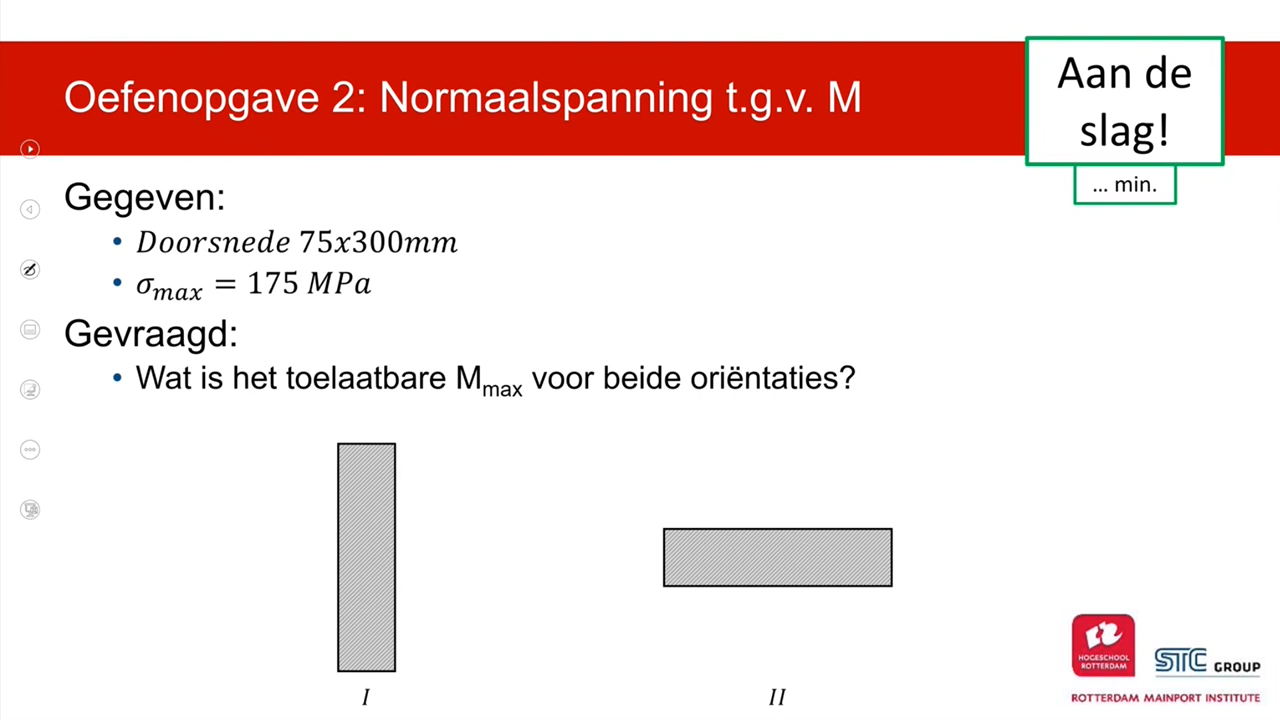 Oefenopgave 2: Normaalspanning t.g.v. M
Aan de
slag!
... min.
Gegeven:
• Doorsnede 75x300mm
• σmax = 175 MPa
Gevraagd:
• Wat is het toelaatbare Mmax voor beide oriëntaties?
I
II
HOGESCHOOL
ROTTERDAM
STC GROUP
ROTTERDAM MAINPORT INSTITUTE